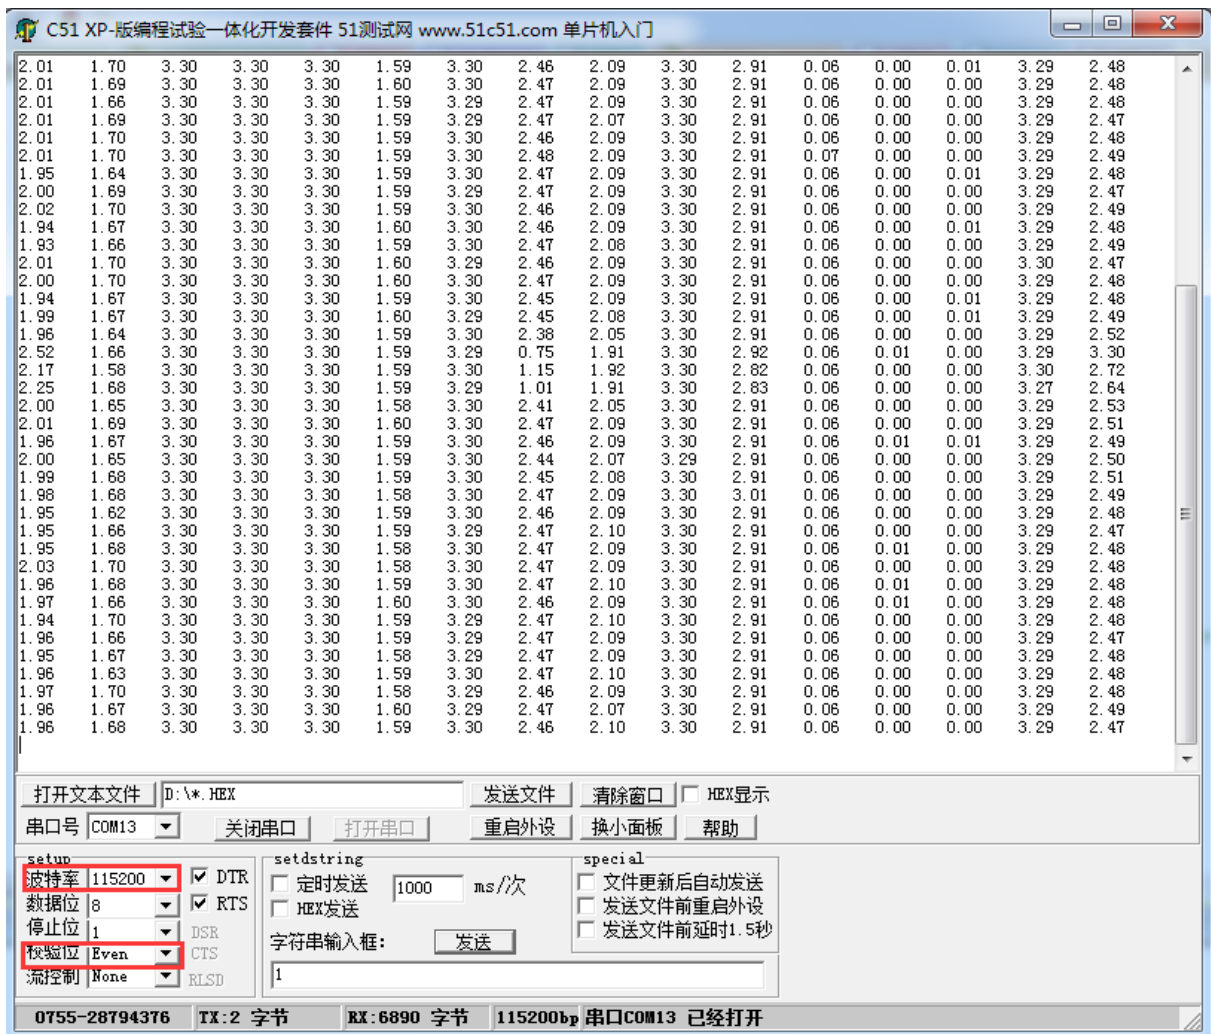 C51 XP-版编程试验一体化开发套件 51测试网 www.51c51.com 单片机入门
2.01 1.70 3.30 3.30 3.30 1.59 3.30 2.46 2.09 3.30 2.91 0.06 0.00 0.01 3.29 2.48
2.01 1.69 3.30 3.30 3.30 1.60 3.30 2.47 2.09 3.30 2.91 0.06 0.00 0.00 3.29 2.48
2.01 1.66 3.30 3.30 3.30 1.59 3.29 2.47 2.09 3.30 2.91 0.06 0.00 0.00 3.29 2.48
2.01 1.69 3.30 3.30 3.30 1.59 3.29 2.47 2.07 3.30 2.91 0.06 0.00 0.00 3.29 2.47
2.01 1.70 3.30 3.30 3.30 1.59 3.30 2.46 2.09 3.30 2.91 0.06 0.00 0.00 3.29 2.48
2.01 1.70 3.30 3.30 3.30 1.59 3.30 2.48 2.09 3.30 2.91 0.07 0.00 0.00 3.29 2.49
1.95 1.64 3.30 3.30 3.30 1.59 3.30 2.47 2.09 3.30 2.91 0.06 0.00 0.01 3.29 2.48
2.00 1.69 3.30 3.30 3.30 1.59 3.29 2.47 2.09 3.30 2.91 0.06 0.00 0.00 3.29 2.47
2.02 1.70 3.30 3.30 3.30 1.59 3.30 2.46 2.09 3.30 2.91 0.06 0.00 0.00 3.29 2.49
1.94 1.67 3.30 3.30 3.30 1.60 3.30 2.46 2.09 3.30 2.91 0.06 0.00 0.01 3.29 2.48
1.93 1.66 3.30 3.30 3.30 1.59 3.30 2.47 2.08 3.30 2.91 0.06 0.00 0.00 3.29 2.49
2.01 1.70 3.30 3.30 3.30 1.60 3.29 2.46 2.09 3.30 2.91 0.06 0.00 0.00 3.30 2.47
2.00 1.70 3.30 3.30 3.30 1.60 3.30 2.47 2.09 3.30 2.91 0.06 0.00 0.00 3.29 2.48
1.94 1.67 3.30 3.30 3.30 1.59 3.30 2.45 2.09 3.30 2.91 0.06 0.00 0.01 3.29 2.48
1.99 1.67 3.30 3.30 3.30 1.60 3.29 2.45 2.08 3.30 2.91 0.06 0.00 0.01 3.29 2.49
1.96 1.64 3.30 3.30 3.30 1.59 3.30 2.38 2.05 3.30 2.91 0.06 0.00 0.00 3.29 2.52
2.52 1.66 3.30 3.30 3.30 1.59 3.29 0.75 1.91 3.30 2.92 0.06 0.01 0.00 3.29 3.30
2.17 1.58 3.30 3.30 3.30 1.59 3.30 1.15 1.92 3.30 2.82 0.06 0.00 0.00 3.30 2.72
2.25 1.68 3.30 3.30 3.30 1.59 3.29 1.01 1.91 3.30 2.83 0.06 0.00 0.00 3.27 2.64
2.00 1.65 3.30 3.30 3.30 1.58 3.30 2.41 2.05 3.30 2.91 0.06 0.00 0.00 3.29 2.53
2.01 1.69 3.30 3.30 3.30 1.60 3.30 2.47 2.09 3.30 2.91 0.06 0.00 0.00 3.29 2.51
1.96 1.67 3.30 3.30 3.30 1.59 3.30 2.46 2.09 3.30 2.91 0.06 0.01 0.01 3.29 2.49
2.00 1.65 3.30 3.30 3.30 1.59 3.30 2.44 2.07 3.29 2.91 0.06 0.00 0.00 3.29 2.50
1.99 1.68 3.30 3.30 3.30 1.59 3.30 2.45 2.08 3.30 2.91 0.06 0.00 0.00 3.29 2.51
1.98 1.68 3.30 3.30 3.30 1.58 3.30 2.47 2.09 3.30 3.01 0.06 0.00 0.00 3.29 2.49
1.95 1.62 3.30 3.30 3.30 1.59 3.30 2.46 2.09 3.30 2.91 0.06 0.00 0.00 3.29 2.48
1.95 1.66 3.30 3.30 3.30 1.59 3.29 2.47 2.10 3.30 2.91 0.06 0.00 0.00 3.29 2.47
1.95 1.68 3.30 3.30 3.30 1.58 3.30 2.47 2.09 3.30 2.91 0.06 0.01 0.00 3.29 2.48
2.03 1.70 3.30 3.30 3.30 1.58 3.30 2.47 2.09 3.30 2.91 0.06 0.00 0.00 3.29 2.48
1.96 1.68 3.30 3.30 3.30 1.59 3.30 2.47 2.10 3.30 2.91 0.06 0.01 0.00 3.29 2.48
1.97 1.66 3.30 3.30 3.30 1.60 3.30 2.46 2.09 3.30 2.91 0.06 0.01 0.00 3.29 2.48
1.94 1.70 3.30 3.30 3.30 1.59 3.29 2.47 2.10 3.30 2.91 0.06 0.00 0.00 3.29 2.48
1.96 1.66 3.30 3.30 3.30 1.59 3.29 2.47 2.09 3.30 2.91 0.06 0.00 0.00 3.29 2.47
1.95 1.67 3.30 3.30 3.30 1.58 3.29 2.47 2.09 3.30 2.91 0.06 0.00 0.00 3.29 2.48
1.96 1.63 3.30 3.30 3.30 1.59 3.30 2.47 2.10 3.30 2.91 0.06 0.00 0.00 3.29 2.48
1.97 1.70 3.30 3.30 3.30 1.58 3.29 2.46 2.09 3.30 2.91 0.06 0.00 0.00 3.29 2.48
1.96 1.67 3.30 3.30 3.30 1.60 3.29 2.47 2.07 3.30 2.91 0.06 0.00 0.00 3.29 2.49
1.96 1.68 3.30 3.30 3.30 1.59 3.30 2.46 2.10 3.30 2.91 0.06 0.00 0.00 3.29 2.47
打开文本文件 D:\*.HEX 发送文件 清除窗口 HEX显示
串口号 COM13 关闭串口 打开串口 重启外设 换小面板 帮助
setup
波特率 115200 DTR
数据位 8 RTS
停止位 1 DSR
校验位 Even CTS
流控制 None RLSD
setdstring
定时发送 1000 ms/次
HEX发送
字符串输入框: 发送
1
special
文件更新后自动发送
发送文件前重启外设
发送文件前延时1.5秒
0755-28794376 TX:2 字节 RX:6890 字节 115200bp 串口COM13 已经打开